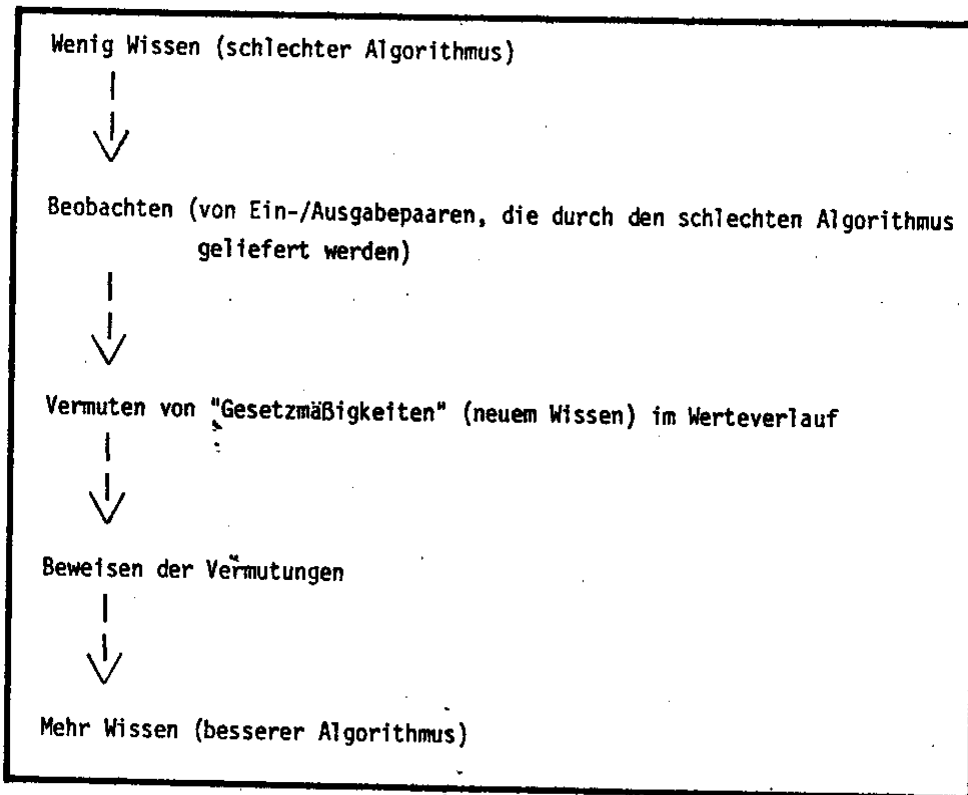 Wenig Wissen (schlechter Algorithmus)
Beobachten (von Ein-/Ausgabepaaren, die durch den schlechten Algorithmus
geliefert werden)
Vermuten von "Gesetzmäßigkeiten" (neuem Wissen) im Werteverlauf
Beweisen der Vermutungen
Mehr Wissen (besserer Algorithmus)